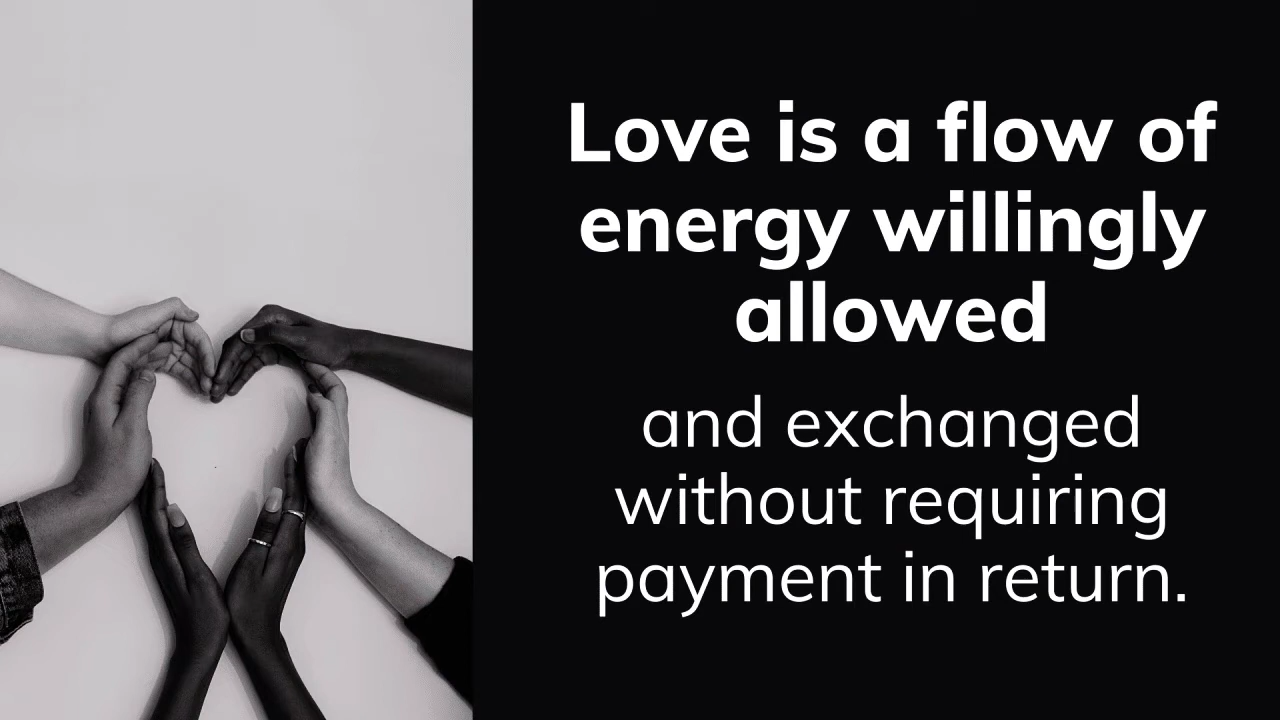 Love is a flow of
energy willingly
allowed
and exchanged
without requiring
payment in return.